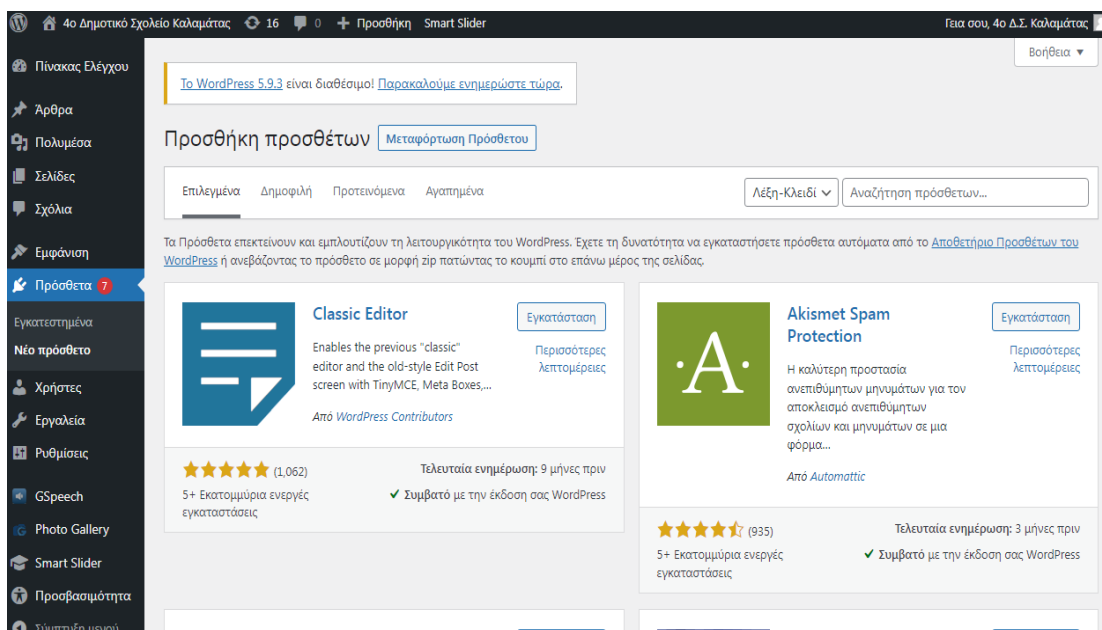 4ο Δημοτικό Σχολείο Καλαμάτας 16 0 Προσθήκη Smart Slider Γεια σου, 4ο Δ.Σ. Καλαμάτας
Βοήθεια
Πίνακας Ελέγχου
Άρθρα
Πολυμέσα
Σελίδες
Σχόλια
Εμφάνιση
Πρόσθετα 7
Εγκατεστημένα
Νέο πρόσθετο
Χρήστες
Εργαλεία
Ρυθμίσεις
GSpeech
Photo Gallery
Smart Slider
Προσβασιμότητα
Σύμπτυξη μενού
Το WordPress 5.9.3 είναι διαθέσιμο! Παρακαλούμε ενημερώστε τώρα.
Προσθήκη προσθέτων Μεταφόρτωση Πρόσθετου
Επιλεγμένα Δημοφιλή Προτεινόμενα Αγαπημένα Λέξη-Κλειδί Αναζήτηση πρόσθετων...
Τα Πρόσθετα επεκτείνουν και εμπλουτίζουν τη λειτουργικότητα του WordPress. Έχετε τη δυνατότητα να εγκαταστήσετε πρόσθετα αυτόματα από το Αποθετήριο Προσθέτων του
WordPress ή ανεβάζοντας το πρόσθετο σε μορφή zip πατώντας το κουμπί στο επάνω μέρος της σελίδας.
Classic Editor
Εγκατάσταση
Περισσότερες
λεπτομέρειες
Enables the previous "classic"
editor and the old-style Edit Post
screen with TinyMCE, Meta Boxes,...
Από WordPress Contributors
(1,062)
5+ Εκατομμύρια ενεργές
εγκαταστάσεις
Τελευταία ενημέρωση: 9 μήνες πριν
Συμβατό με την έκδοση σας WordPress
·A·
Akismet Spam
Protection
Εγκατάσταση
Περισσότερες
λεπτομέρειες
Η καλύτερη προστασία
ανεπιθύμητων μηνυμάτων για τον
αποκλεισμό ανεπιθύμητων
σχολίων και μηνυμάτων σε μια
φόρμα...
Από Automattic
(935)
5+ Εκατομμύρια ενεργές
εγκαταστάσεις
Τελευταία ενημέρωση: 3 μήνες πριν
Συμβατό με την έκδοση σας WordPress